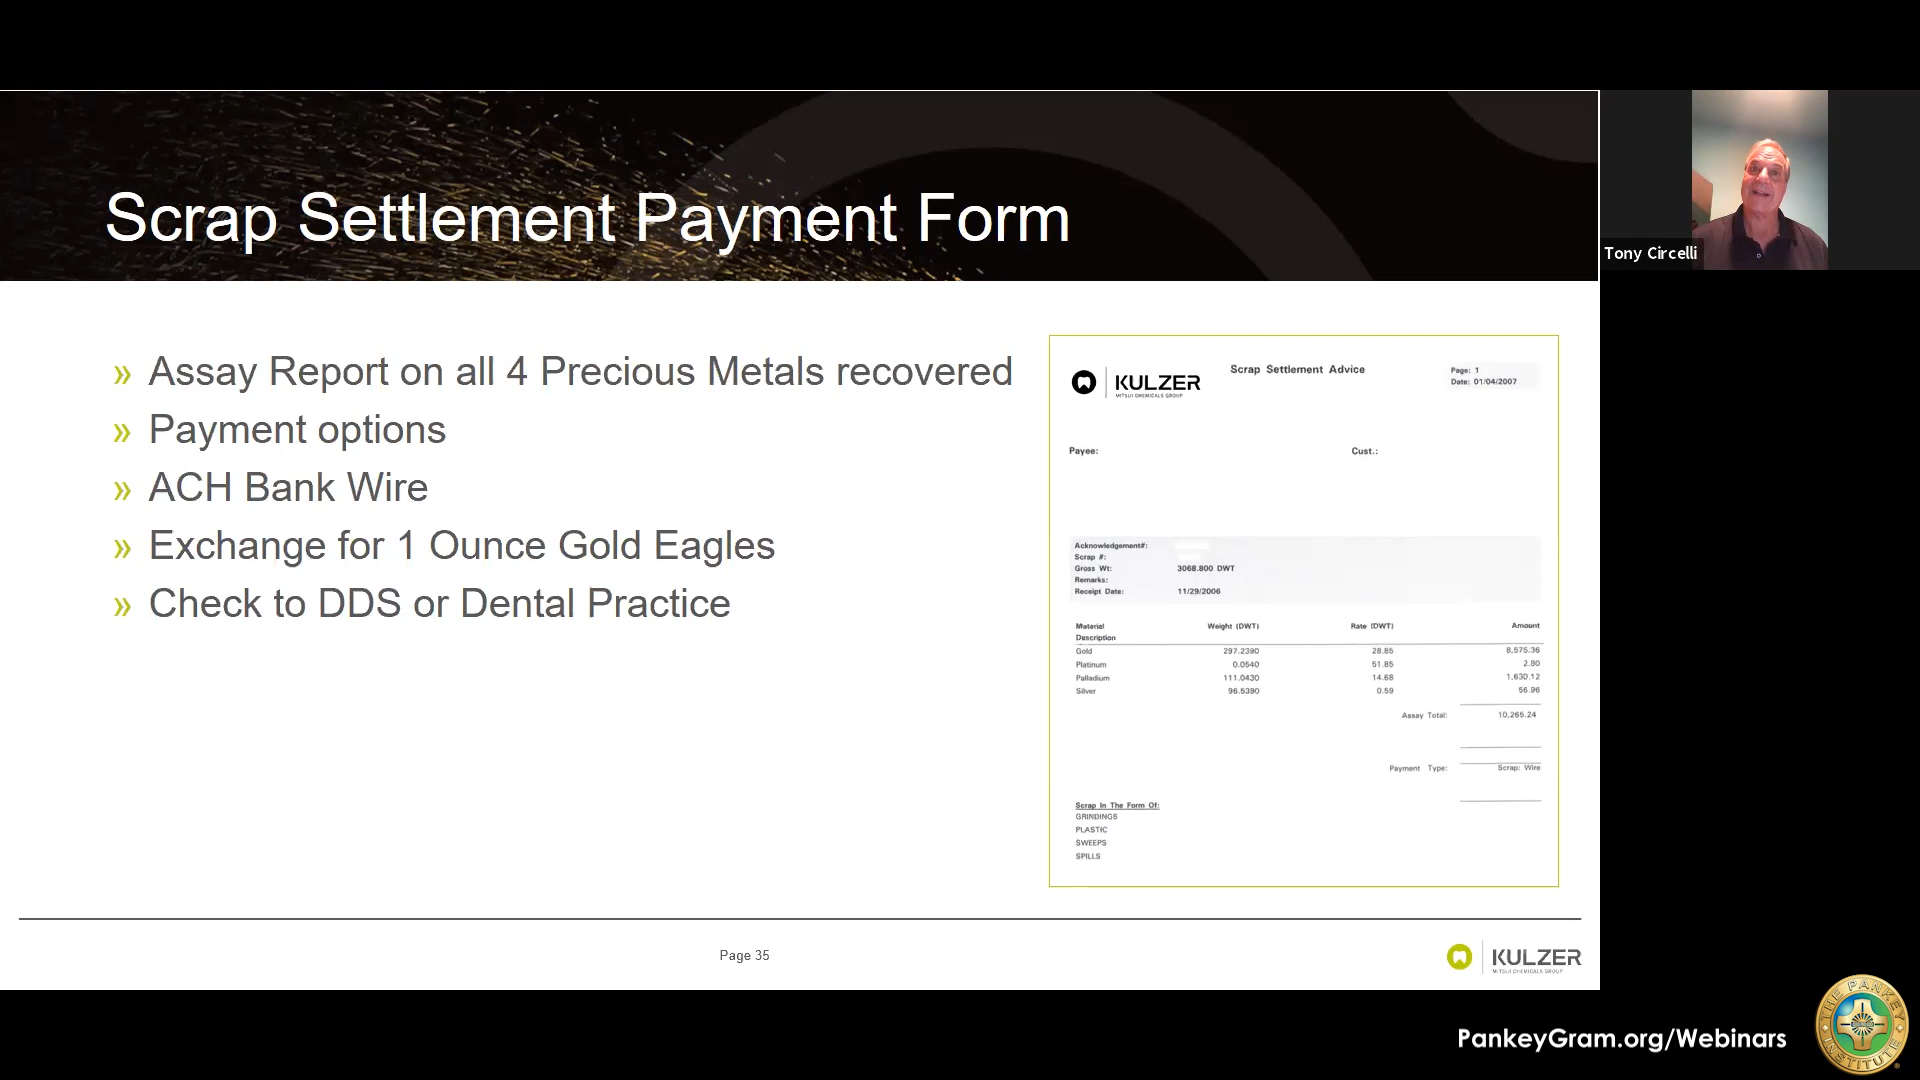 Scrap Settlement Payment Form
Tony Circelli
» Assay Report on all 4 Precious Metals recovered
» Payment options
» ACH Bank Wire
» Exchange for 1 Ounce Gold Eagles
» Check to DDS or Dental Practice
KULZER
MITSUI CHEMICALS GROUP
Scrap Settlement Advice
Page: 1
Date: 01/04/2007
Payee:
Cust.:
Acknowledgement#:
Scrap #:
Gross Wt: 3068.800 DWT
Remarks:
Receipt Date: 11/29/2006
Material Description Weight (DWT) Rate (DWT) Amount
Gold 297.2390 28.85 8,575.36
Platinum 0.0540 51.85 2.80
Palladium 111.0430 14.68 1,630.12
Silver 96.5390 0.59 56.96
Assay Total: 10,265.24
Payment Type: Scrap: Wire
Scrap In The Form Of:
GRINDINGS
PLASTIC
SWEEPS
SPILLS
Page 35
KULZER
MITSUI CHEMICALS GROUP
PankeyGram.org/Webinars
THE PANKEY INSTITUTE